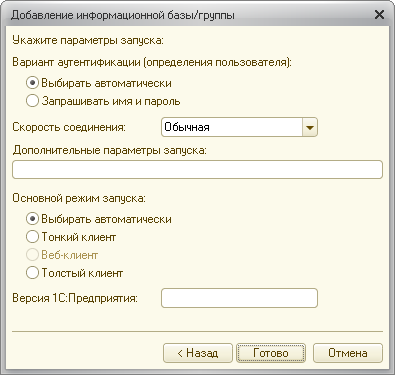 Добавление информационной базы/группы
Укажите параметры запуска:
Вариант аутентификации (определения пользователя):
Выбирать автоматически
Запрашивать имя и пароль
Скорость соединения: Обычная
Дополнительные параметры запуска:
Основной режим запуска:
Выбирать автоматически
Тонкий клиент
Веб-клиент
Толстый клиент
Версия 1С:Предприятия:
< Назад Готово Отмена